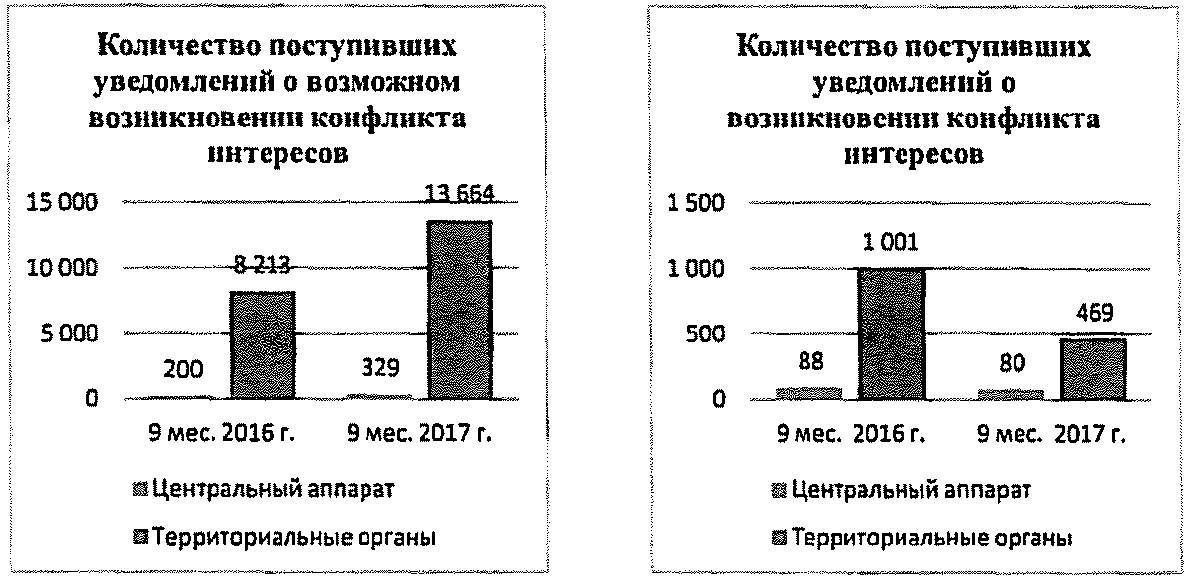 Количество поступивших
уведомлений о возможном
возникновении конфликта
интересов
15 000
10 000
5 000
0
200
8 213
329
13 664
9 мес. 2016 г.
9 мес. 2017 г.
Центральный аппарат
Территориальные органы
Количество поступивших
уведомлений о
возникновении конфликта
интересов
1 500
1 000
500
0
88
1 001
80
469
9 мес. 2016 г.
9 мес. 2017 г.
Центральный аппарат
Территориальные органы